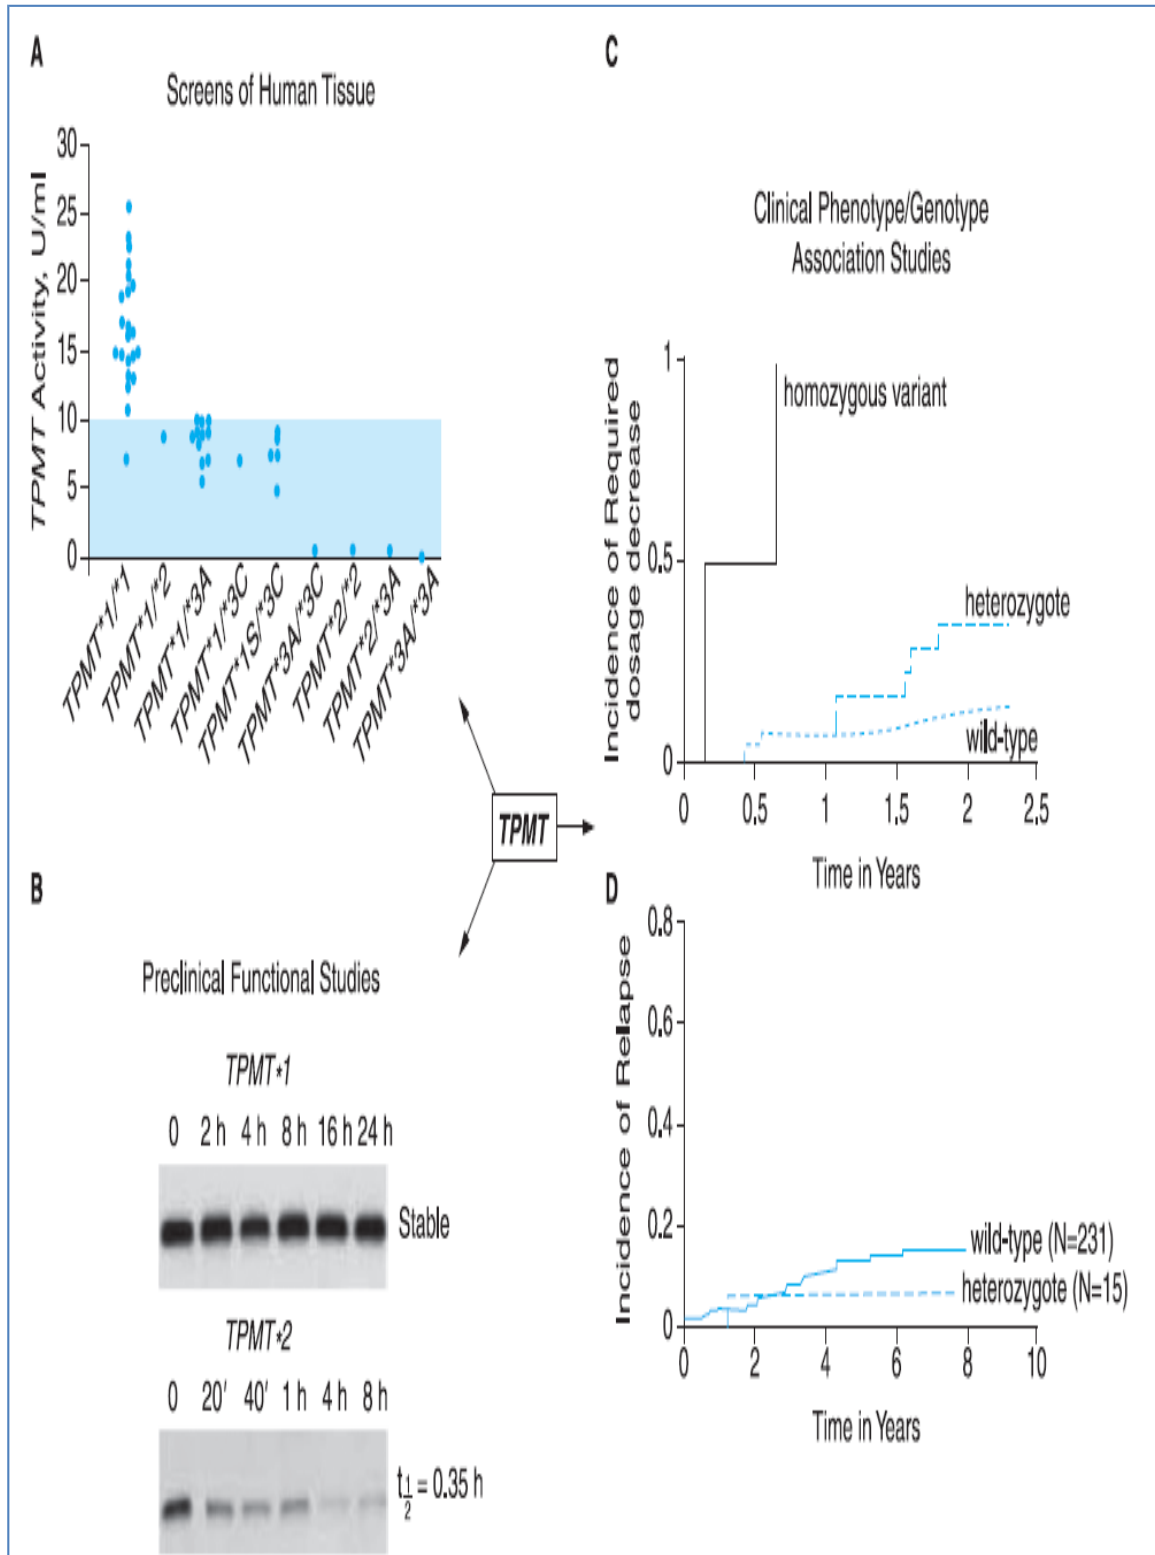 A
Screens of Human Tissue
TPMT Activity, U/ml
30
25
20
15
10
5
0
TPMT*1/*1
TPMT*1/*2
TPMT*1/*3A
TPMT*1/*3C
TPMT*1S/*3C
TPMT*3A/*3C
TPMT*2/*2
TPMT*2/*3A
TPMT*3A/*3A
C
Clinical Phenotype/Genotype
Association Studies
Incidence of Required
dosage decrease
1
0.5
0
homozygous variant
heterozygote
wild-type
0 0.5 1 1.5 2 2.5
Time in Years
TPMT
B
Preclinical Functional Studies
TPMT*1
0 2 h 4 h 8 h 16 h 24 h
Stable
TPMT*2
0 20′ 40′ 1 h 4 h 8 h
t1/2 = 0.35 h
D
Incidence of Relapse
0.8
0.6
0.4
0.2
0
wild-type (N=231)
heterozygote (N=15)
0 2 4 6 8 10
Time in Years